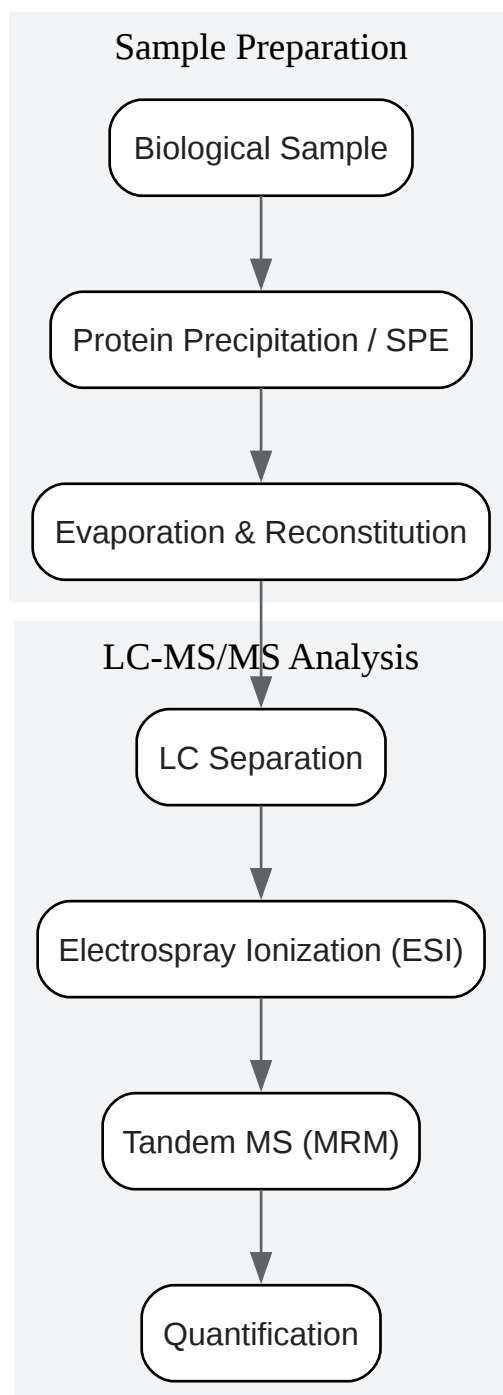 Sample Preparation
Biological Sample
Protein Precipitation / SPE
Evaporation & Reconstitution
LC-MS/MS Analysis
LC Separation
Electrospray Ionization (ESI)
Tandem MS (MRM)
Quantification